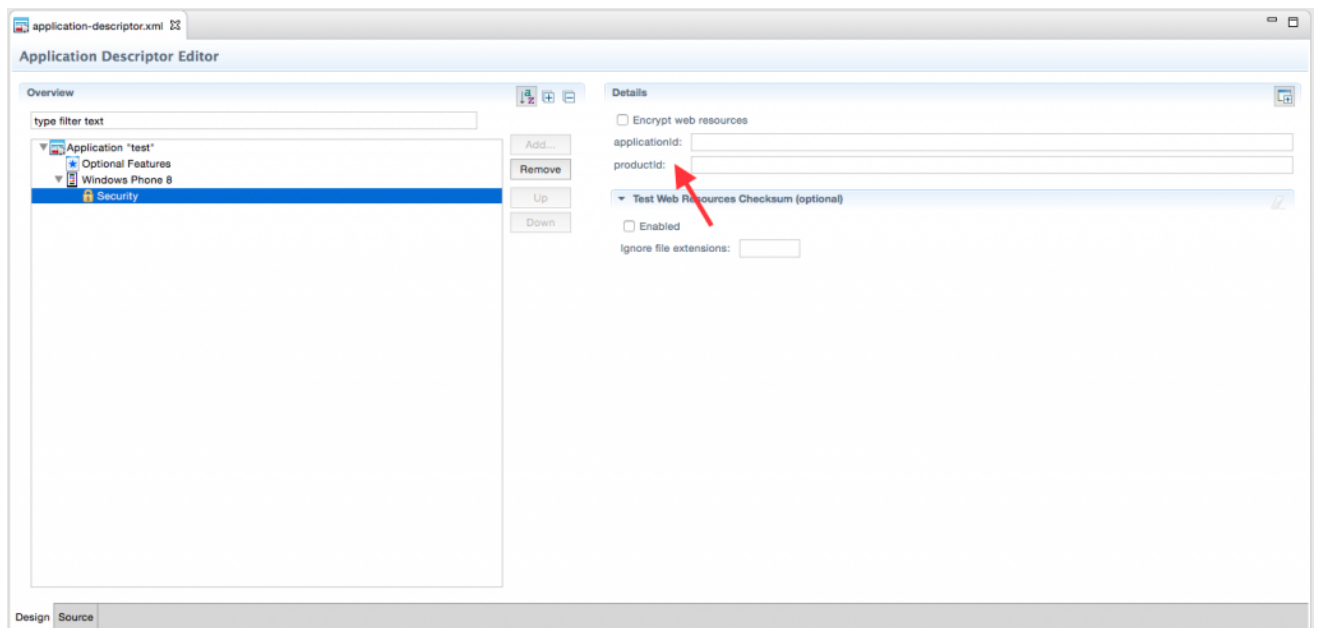 application-descriptor.xml
Application Descriptor Editor
Overview
type filter text
Application "test"
Optional Features
Windows Phone 8
Security
Add...
Remove
Up
Down
Details
Encrypt web resources
applicationId:
productId:
Test Web Resources Checksum (optional)
Enabled
Ignore file extensions:
Design Source